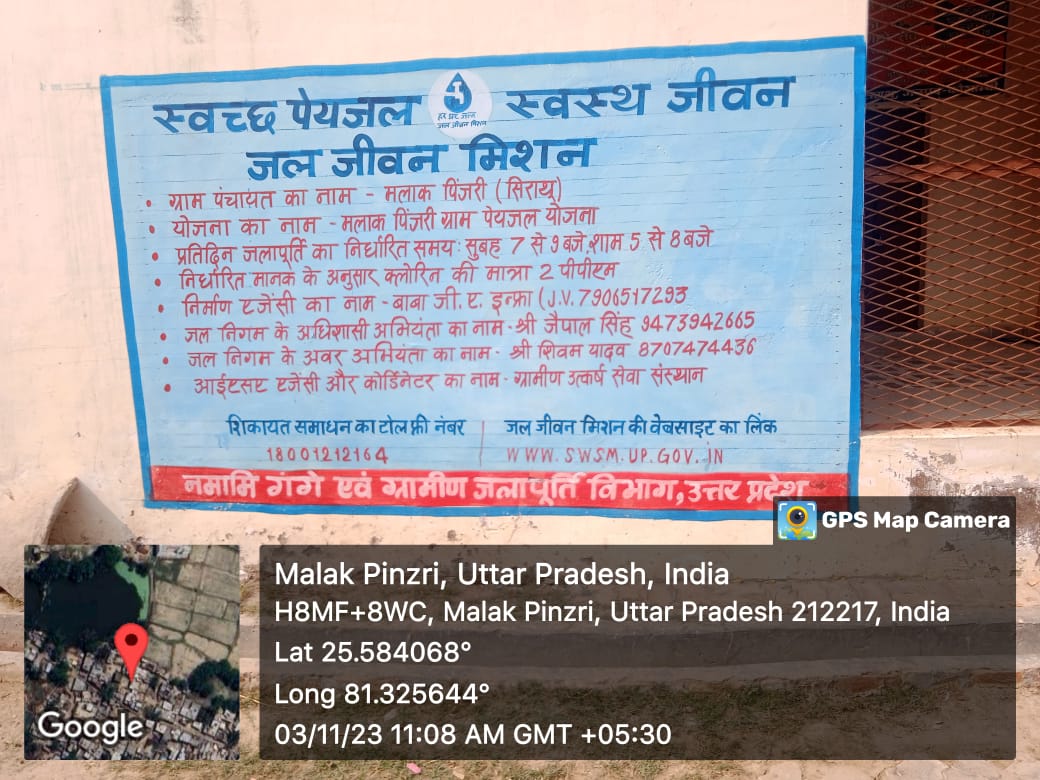 स्वच्छ पेयजल स्वस्थ जीवन
हर घर जल
जल जीवन मिशन
जल जीवन मिशन
• ग्राम पंचायत का नाम - मलाक पिंजरी (सिराथू)
• योजना का नाम - मलाक पिंजरी ग्राम पेयजल योजना
• प्रतिदिन जलापूर्ति का निर्धारित समय: सुबह 7 से 9 बजे, शाम 5 से 8 बजे
• निर्धारित मानक के अनुसार क्लोरिन की मात्रा 2 पीपीएम
• निर्माण एजेंसी का नाम - बाबा जी. ए. इन्फ्रा (J.V. 7906517293
• जल निगम के अधिशासी अभियंता का नाम - श्री जैपाल सिंह 9473942665
• जल निगम के अवर अभियंता का नाम - श्री शिवम यादव 8707474436
• आईएसए एजेंसी और कोर्डिनेटर का नाम - ग्रामीण उत्कर्ष सेवा संस्थान
शिकायत समाधन का टोल फ्री नंबर
18001212164
जल जीवन मिशन की वेबसाइट का लिंक
WWW.SWSM.UP.GOV.IN
नमामि गंगे एवं ग्रामीण जलापूर्ति विभाग, उत्तर प्रदेश
GPS Map Camera
Google
Malak Pinzri, Uttar Pradesh, India
H8MF+8WC, Malak Pinzri, Uttar Pradesh 212217, India
Lat 25.584068°
Long 81.325644°
03/11/23 11:08 AM GMT +05:30